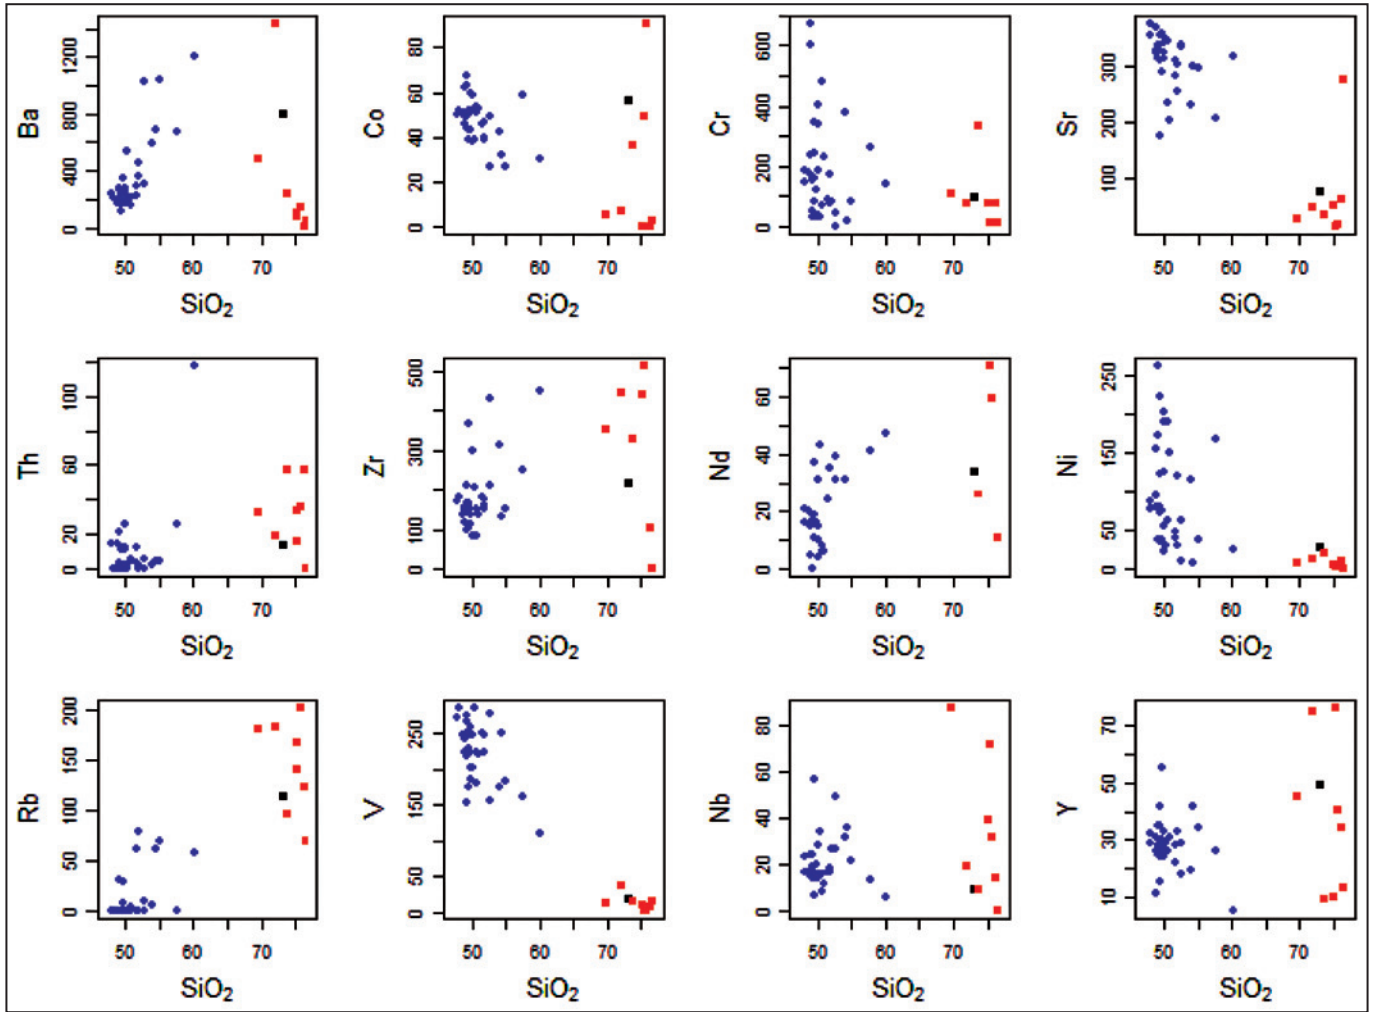 Ba
0 400 800 1200
50 60 70
SiO₂
Co
0 20 40 60 80
50 60 70
SiO₂
Cr
0 200 400 600
50 60 70
SiO₂
Sr
100 200 300
50 60 70
SiO₂
Th
0 20 60 100
50 60 70
SiO₂
Zr
0 100 300 500
50 60 70
SiO₂
Nd
0 20 40 60
50 60 70
SiO₂
Ni
0 50 150 250
50 60 70
SiO₂
Rb
0 50 100 150 200
50 60 70
SiO₂
V
0 50 150 250
50 60 70
SiO₂
Nb
0 20 40 60 80
50 60 70
SiO₂
Y
10 30 50 70
50 60 70
SiO₂